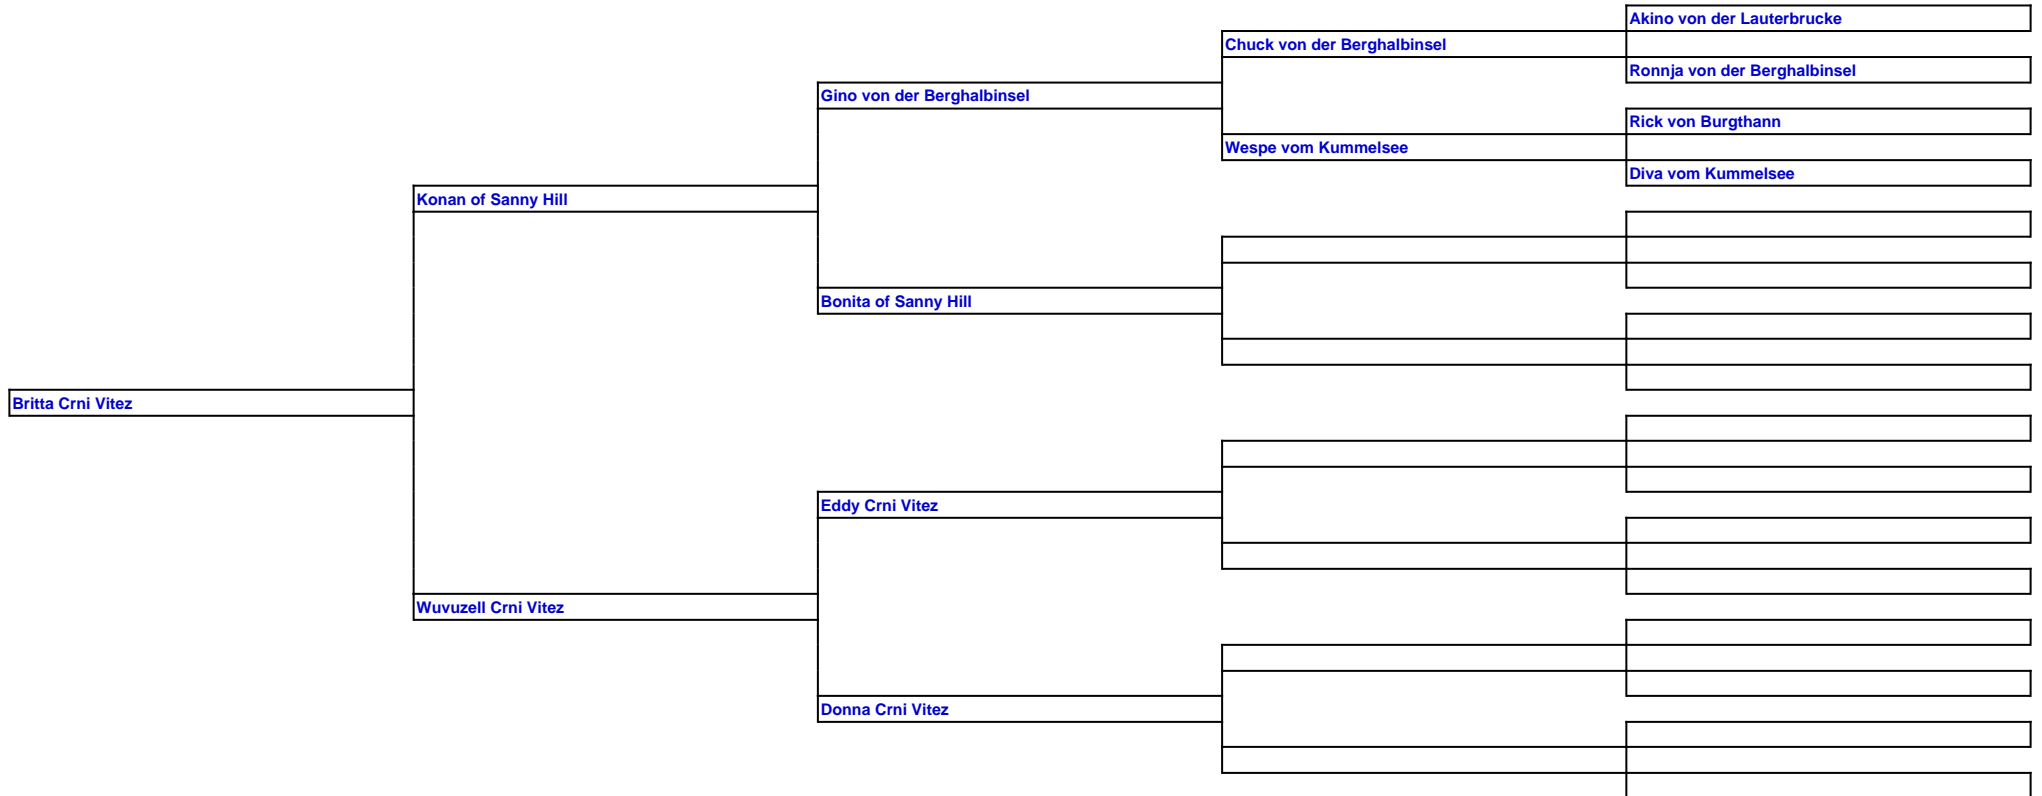 Akino von der Lauterbrucke
Chuck von der Berghalbinsel
Ronnja von der Berghalbinsel
Gino von der Berghalbinsel
Rick von Burgthann
Wespe vom Kummelsee
Diva vom Kummelsee
Konan of Sanny Hill
Bonita of Sanny Hill
Britta Crni Vitez
Eddy Crni Vitez
Wuvuzell Crni Vitez
Donna Crni Vitez